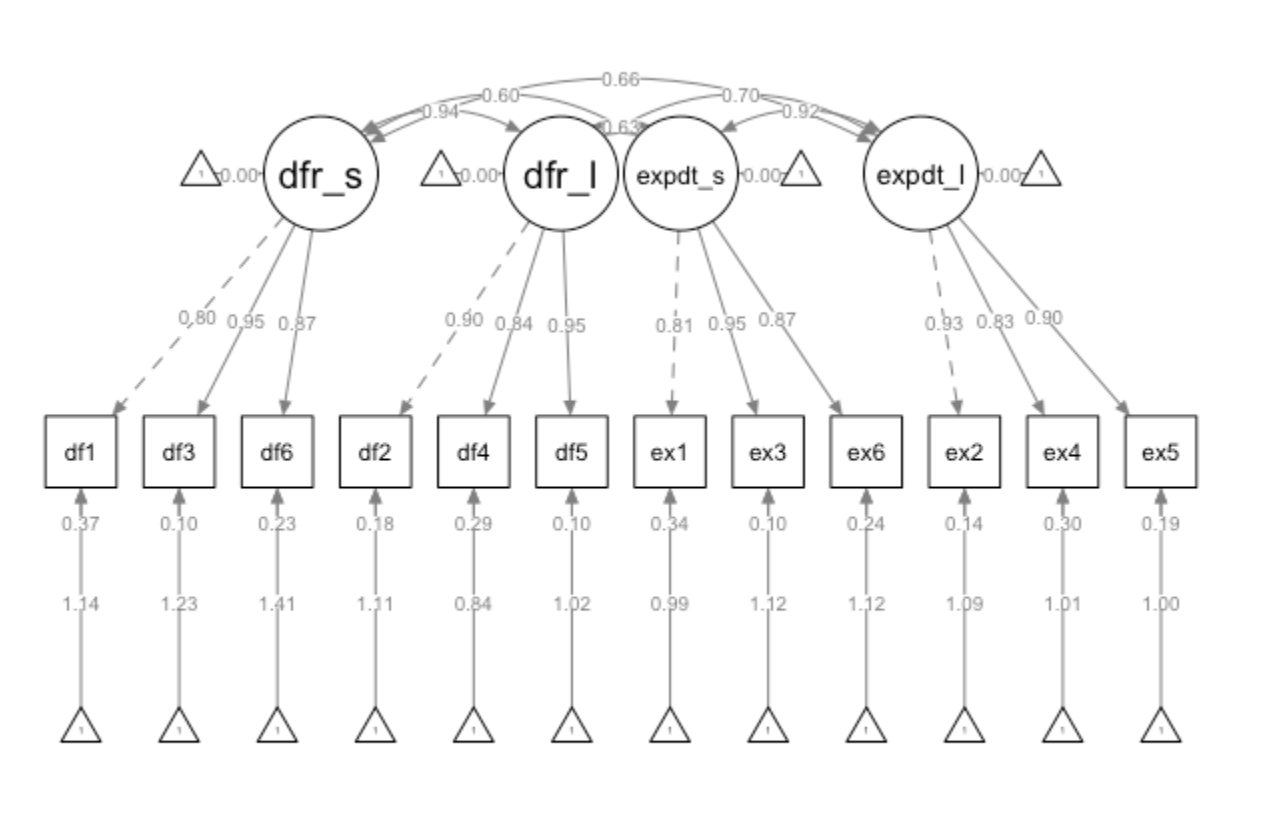 0.66
0.60 0.70
0.94 0.92
0.63
1 0.00 dfr_s 1 0.00 dfr_l expdt_s 0.00 1 expdt_l 0.00 1
0.80 0.95 0.87 0.90 0.84 0.95 0.81 0.95 0.87 0.93 0.83 0.90
df1 df3 df6 df2 df4 df5 ex1 ex3 ex6 ex2 ex4 ex5
0.37 0.10 0.23 0.18 0.29 0.10 0.34 0.10 0.24 0.14 0.30 0.19
1.14 1.23 1.41 1.11 0.84 1.02 0.99 1.12 1.12 1.09 1.01 1.00
1 1 1 1 1 1 1 1 1 1 1 1